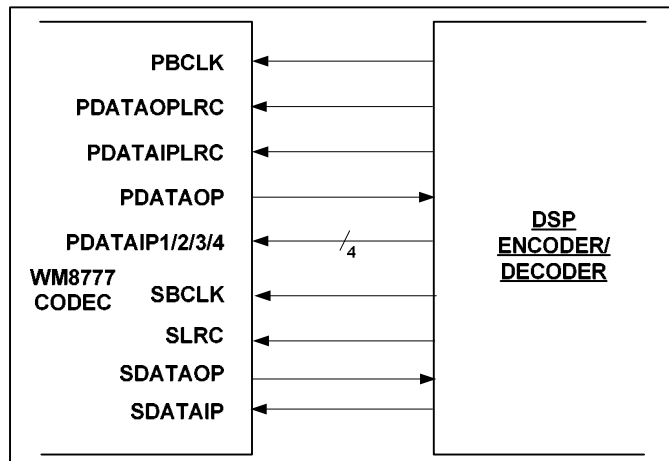 PBCLK
PDATAOPLRC
PDATAIPLRC
PDATAOP
PDATAIP1/2/3/4
4
WM8777
CODEC
SBCLK
SLRC
SDATAOP
SDATAIP
DSP
ENCODER/
DECODER